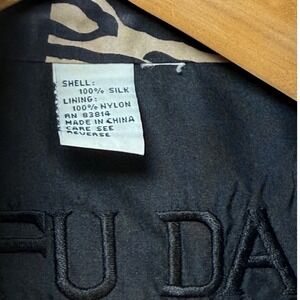 SHELL:
100% SILK
LINING:
100% NYLON
RN 83814
MADE IN CHINA
CARE SEE
REVERSE
FU DA